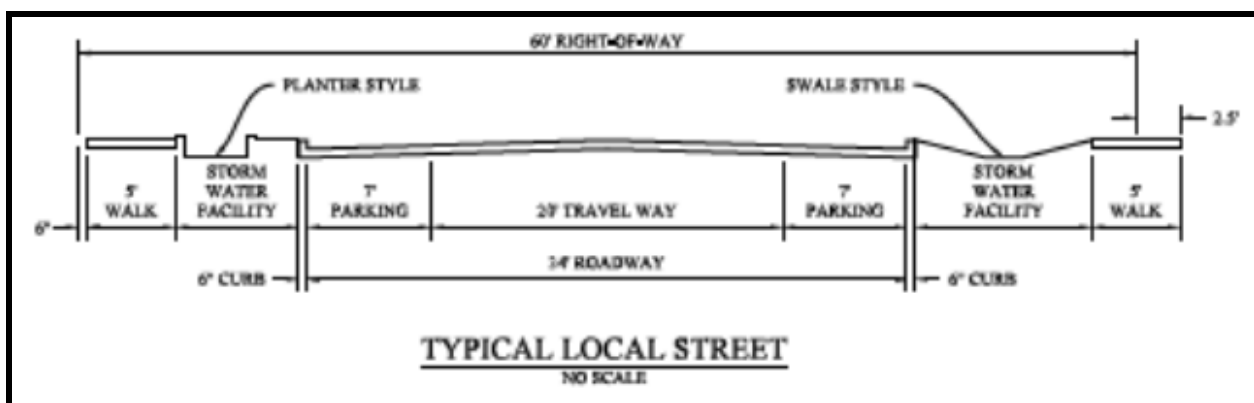 60' RIGHT-OF-WAY
PLANTER STYLE
SWALE STYLE
2.5'
5'
WALK
STORM
WATER
FACILITY
7'
PARKING
20' TRAVEL WAY
7'
PARKING
STORM
WATER
FACILITY
5'
WALK
6"
6" CURB
34' ROADWAY
6" CURB
TYPICAL LOCAL STREET
NO SCALE